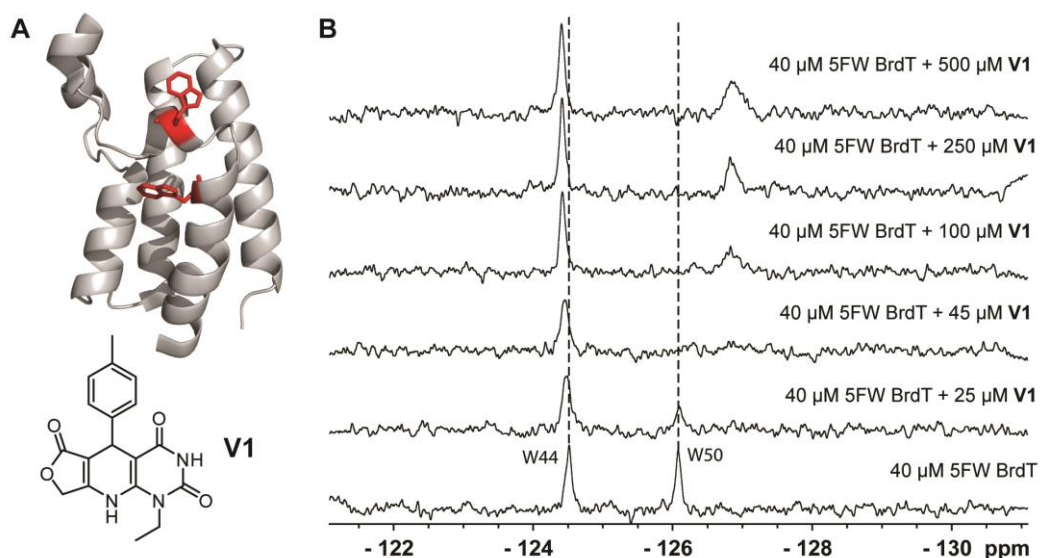 A
B
40 µM 5FW BrdT + 500 µM V1
40 µM 5FW BrdT + 250 µM V1
40 µM 5FW BrdT + 100 µM V1
40 µM 5FW BrdT + 45 µM V1
40 µM 5FW BrdT + 25 µM V1
W44
W50
40 µM 5FW BrdT
O
O
V1
O
NH
N
H
N
O
- 122 - 124 - 126 - 128 - 130 ppm